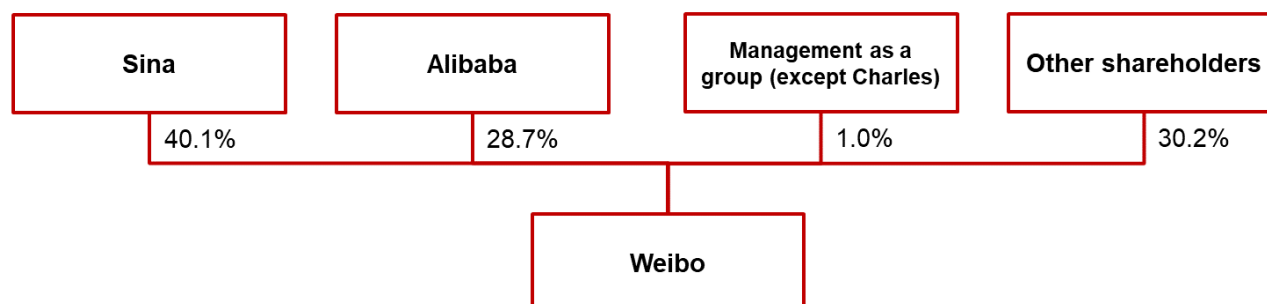 Sina
Alibaba
Management as a
group (except Charles)
Other shareholders
40.1%
28.7%
1.0%
30.2%
Weibo